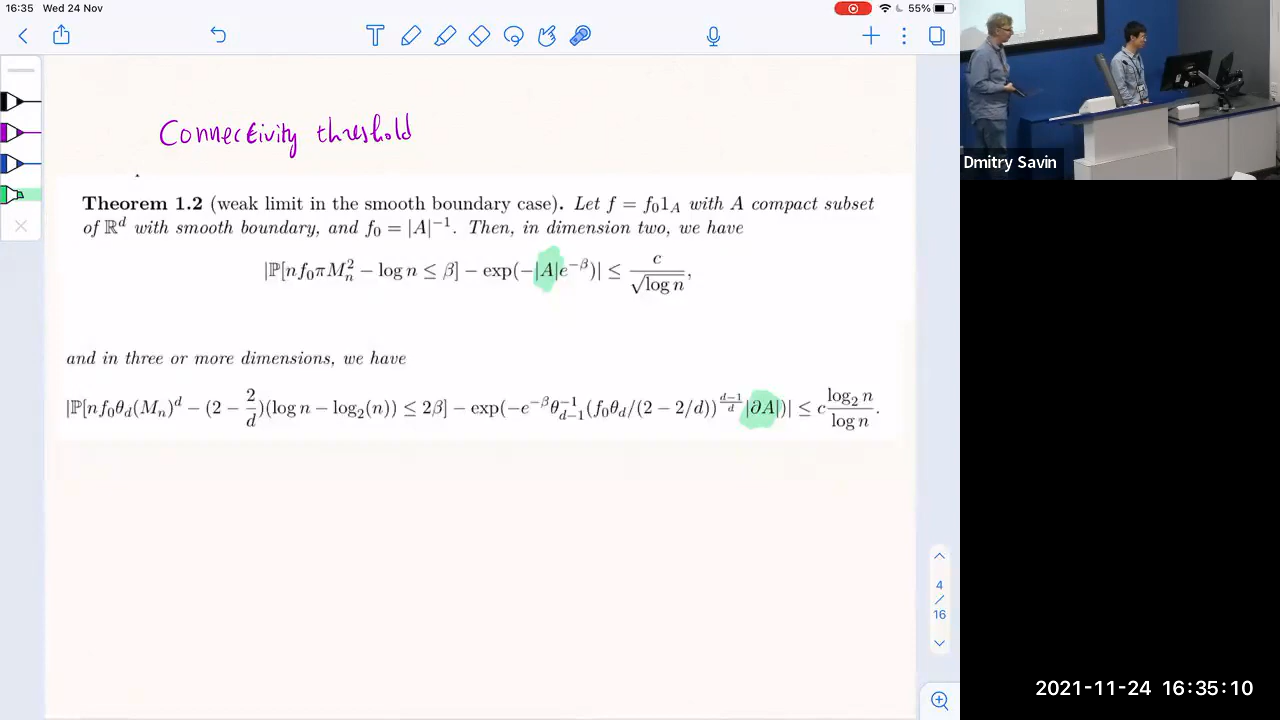 16:35 Wed 24 Nov
55%
Connectivity threshold
Theorem 1.2 (weak limit in the smooth boundary case). Let f = f₀1_A with A compact subset
of ℝ^d with smooth boundary, and f₀ = |A|⁻¹. Then, in dimension two, we have
|ℙ[nf₀πM_n² − log n ≤ β] − exp(−|A|e^{−β})| ≤ c/√(log n),
and in three or more dimensions, we have
|ℙ[nf₀θ_d(M_n)^d − (2 − 2/d)(log n − log₂(n)) ≤ 2β] − exp(−e^{−β}θ_{d−1}^{−1}(f₀θ_d/(2 − 2/d))^{(d−1)/d}|∂A|)| ≤ c log₂ n/log n.
4
/
16
Dmitry Savin
2021-11-24 16:35:10